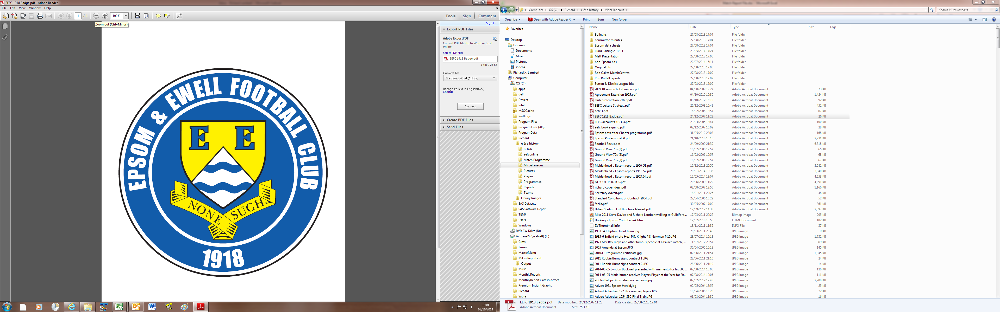 EEFC 1918 Badge.pdf - Adobe Reader
File Edit View Window Help
1 / 1 100% Tools Sign Comment
Zoom out (Ctrl+Minus)
Sign In
Export PDF Files
Adobe ExportPDF
Convert PDF files to to Word or Excel
online.
Select PDF File:
EEFC 1918 Badge.pdf
1 file / 25 KB
Convert To:
Microsoft Word (*.docx)
Recognize Text in English(U.S.)
Change
Convert
Create PDF Files
Send Files
EPSOM & EWELL FOOTBALL CLUB
E E
NONE SUCH
1918
10:01
08/10/2014
Computer OS (C:) Richard e & e history Miscellaneous
Search Miscellaneous
Organize Open with Adobe Reader X Print Burn New folder
Favorites
Desktop
Libraries
Documents
Music
Pictures
Videos
Richard X. Lambert
Computer
OS (C:)
apps
dell
Drivers
Intel
MSOCache
PerfLogs
Program Files
Program Files (x86)
ProgramData
Richard
e & e history
BOOK
eefconline
Match Programme
Miscellaneous
Pictures
Players
Programmes
Reports
Teams
Library Images
SAS Datasets
SAS Software Depot
TEMP
Users
Windows
DVD RW Drive (D:)
Actuarial$ (\\sabre8) (E:)
Glms
James
MasterMenu
Mikes Reports RF
Output
MixM
MonthlyReports
MonthlyReportsLatestCorrect
Premium Insight Graphs
Richard
Sabre
Name Date Type Size Tags
Bulletins 27/08/2013 17:04 File folder
committee minutes 27/08/2013 17:04 File folder
Epsom data sheets 27/08/2013 17:04 File folder
Fund Raising 2010.11 23/05/2014 14:24 File folder
Matt Presentation 27/08/2013 17:05 File folder
non-Epsom bits 22/07/2014 15:11 File folder
Original tifs 27/08/2013 17:05 File folder
Rob Oakes MatchCentres 27/08/2013 17:09 File folder
Ron Ruffell reports 27/08/2013 17:09 File folder
Sutton & District League bits 27/08/2013 17:09 File folder
2009.10 season ticket invoice.pdf 04/08/2009 19:27 Adobe Acrobat Document 73 KB
Agreement Extension 1995.pdf 04/10/2010 19:30 Adobe Acrobat Document 1,424 KB
club presentation letter.pdf 08/10/2012 15:10 Adobe Acrobat Document 92 KB
EEBC Leisure Strategy.pdf 26/12/2003 10:41 Adobe Acrobat Document 452 KB
eefc 3.pdf 16/02/2006 18:57 Adobe Acrobat Document 67 KB
EEFC 1918 Badge.pdf 24/12/2007 11:23 Adobe Acrobat Document 26 KB
EEFC accounts 310304.pdf 23/03/2005 18:44 Adobe Acrobat Document 100 KB
eefc book signing.pdf 02/12/2007 16:02 Adobe Acrobat Document 28 KB
Epsom advert for Charter programme.pdf 31/05/2012 23:03 Adobe Acrobat Document 168 KB
Epsom Professional XI.pdf 21/10/2010 10:15 Adobe Acrobat Document 2,231 KB
Football Focus.pdf 24/09/2009 21:39 Adobe Acrobat Document 6,318 KB
Ground View 70s (1).pdf 16/02/2006 19:57 Adobe Acrobat Document 65 KB
Ground View 70s (2).pdf 16/02/2006 19:57 Adobe Acrobat Document 68 KB
Ground View 70s (3).pdf 16/02/2006 19:57 Adobe Acrobat Document 67 KB
Maidenhead v Epsom reports 1950-51.pdf 16/12/2013 20:50 Adobe Acrobat Document 3,082 KB
Maidenhead v Epsom reports 1951-52.pdf 20/01/2014 19:36 Adobe Acrobat Document 3,940 KB
Maidenhead v Epsom reports 1953.54.pdf 12/05/2014 13:07 Adobe Acrobat Document 4,253 KB
NESCOT-PHOTOS.pdf 20/06/2009 11:22 Adobe Acrobat Document 4,091 KB
richard cover ideas.pdf 02/08/2007 12:55 Adobe Acrobat Document 1,160 KB
Secretary Advert.pdf 18/01/2011 22:26 Adobe Acrobat Document 48 KB
Standard Conditions of Contract_2004.pdf 27/04/2006 15:22 Adobe Acrobat Document 52 KB
Stella.pdf 30/05/2007 17:00 Adobe Acrobat Document 361 KB
Urban Stadium Full Brochure Newest.pdf 12/09/2012 14:33 Adobe Acrobat Document 2,397 KB
Misc 2011 Steve Davies and Richard Lambert walking to Guildford... 17/03/2011 22:22 Bitmap image 205 KB
Dorking v Epsom Youtube link.htm 12/02/2010 16:53 HTML Document 102 KB
ZbThumbnail.info 13/11/2011 11:36 INFO File 37 KB
1933.34 Clapton Orient team.jpg 20/03/2011 20:46 JPEG image 9 KB
1935-6 Enfield photo Heal Pl9, Knight Pl8 Newman Pl10.JPG 23/07/2014 15:13 JPEG image 1,732 KB
1973 Mar Ray Bloye and other famous people at a Palace match.j... 11/07/2012 23:57 JPEG image 369 KB
2005 Amanda at Epsom.JPG 30/04/2005 15:18 JPEG image 145 KB
2010.11 Programme certificate.jpg 02/06/2011 21:54 JPEG image 1,945 KB
2011 Robbie Burns signs contract 1.JPG 28/06/2011 21:10 JPEG image 24 KB
2011 Robbie Burns signs contract 2.JPG 28/06/2011 21:10 JPEG image 14 KB
2014-08-05 Lyndon Buckwell presented with memento for his 500... 07/08/2014 10:05 JPEG image 120 KB
2014-08-05 Mark Jarman receives Players Player of the Year for 20... 07/08/2014 10:05 JPEG image 111 KB
aColin Bell pic 4 ustralian soccer team.jpg 07/02/2012 19:43 JPEG image 2,208 KB
Advert 1961 Epsom Herald.jpg 02/05/2004 13:52 JPEG image 25 KB
Advert Advertiser 1923 for reserve players.JPG 10/04/2005 15:20 JPEG image 22 KB
Advert Advertiser 1954 SSC Final Train.JPG 01/08/2004 11:30 JPEG image 16 KB
EEFC 1918 Badge.pdf Date modified: 24/12/2007 11:23 Date created: 27/08/2013 17:04
Adobe Acrobat Document Size: 25.3 KB